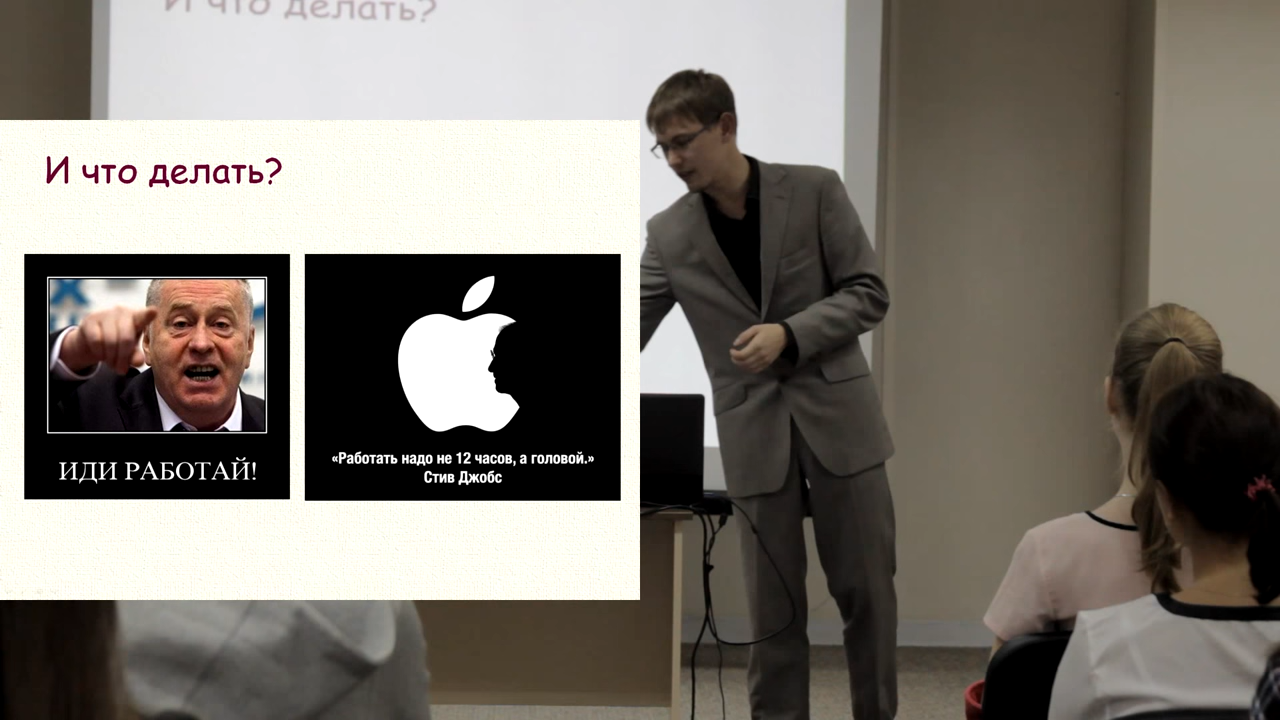 И что делать?
И что делать?
ИДИ РАБОТАЙ!
«Работать надо не 12 часов, а головой.»
Стив Джобс